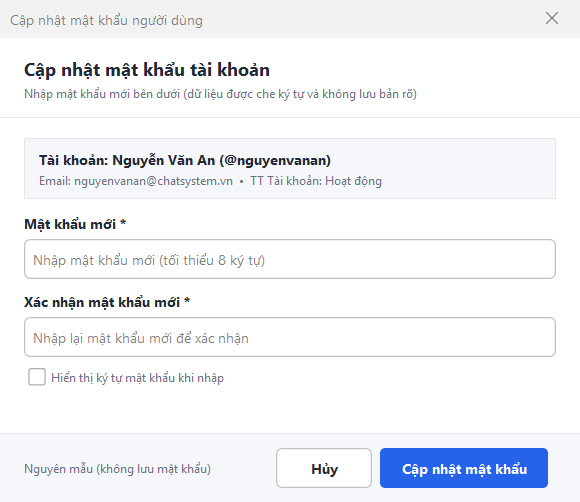 Cập nhật mật khẩu người dùng
Cập nhật mật khẩu tài khoản
Nhập mật khẩu mới bên dưới (dữ liệu được che ký tự và không lưu bản rõ)
Tài khoản: Nguyễn Văn An (@nguyenvanan)
Email: nguyenvanan@chatsystem.vn • TT Tài khoản: Hoạt động
Mật khẩu mới *
Nhập mật khẩu mới (tối thiểu 8 ký tự)
Xác nhận mật khẩu mới *
Nhập lại mật khẩu mới để xác nhận
Hiển thị ký tự mật khẩu khi nhập
Nguyên mẫu (không lưu mật khẩu)
Hủy
Cập nhật mật khẩu